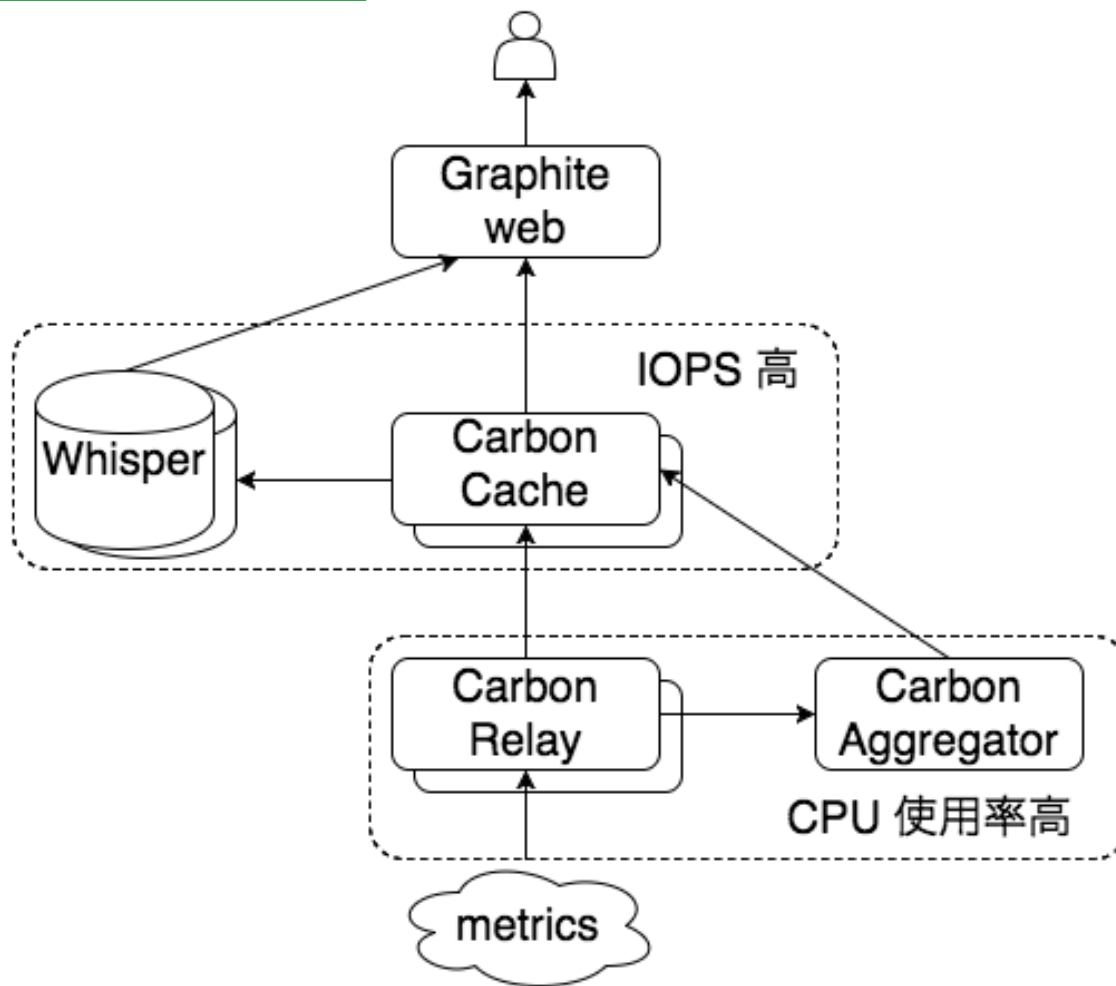 Graphite
web
IOPS 高
Whisper
Carbon
Cache
Carbon
Relay
Carbon
Aggregator
CPU 使用率高
metrics